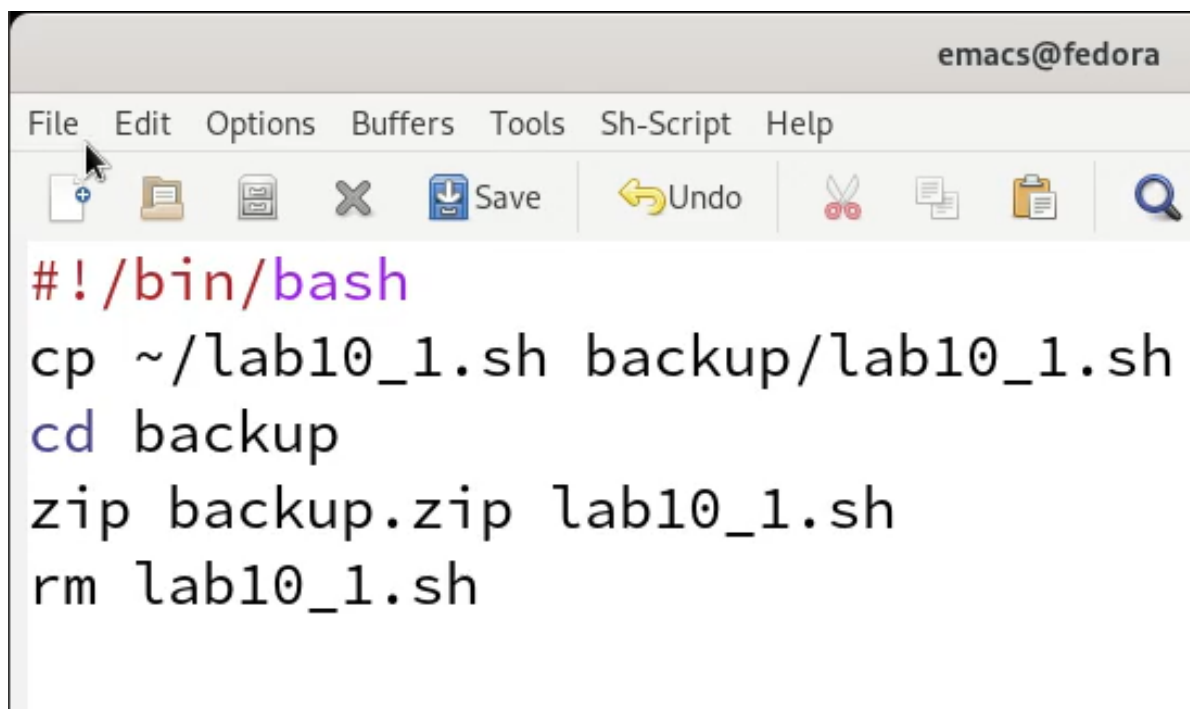 emacs@fedora
File Edit Options Buffers Tools Sh-Script Help
Save Undo
#!/bin/bash
cp ~/lab10_1.sh backup/lab10_1.sh
cd backup
zip backup.zip lab10_1.sh
rm lab10_1.sh